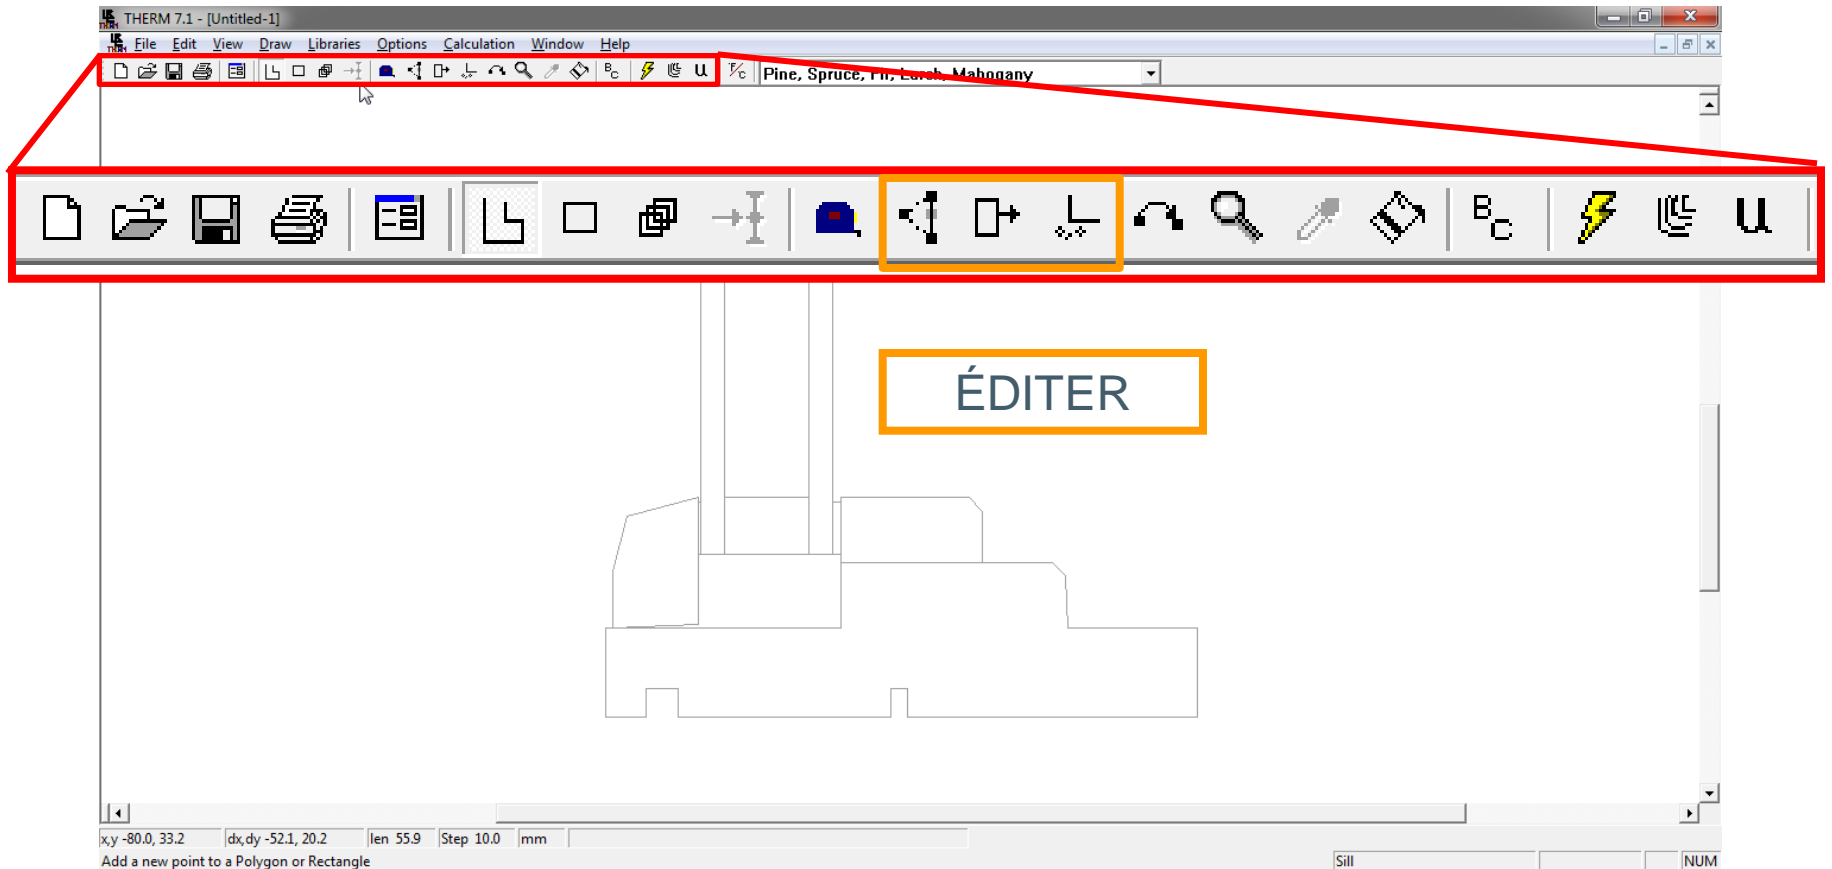 THERM 7.1 - [Untitled-1]
File Edit View Draw Libraries Options Calculation Window Help
B C U F/C Pine, Spruce, Fir, Larch, Mahogany
B C U
ÉDITER
x,y -80.0, 33.2 dx,dy -52.1, 20.2 len 55.9 Step 10.0 mm
Add a new point to a Polygon or Rectangle Sill NUM